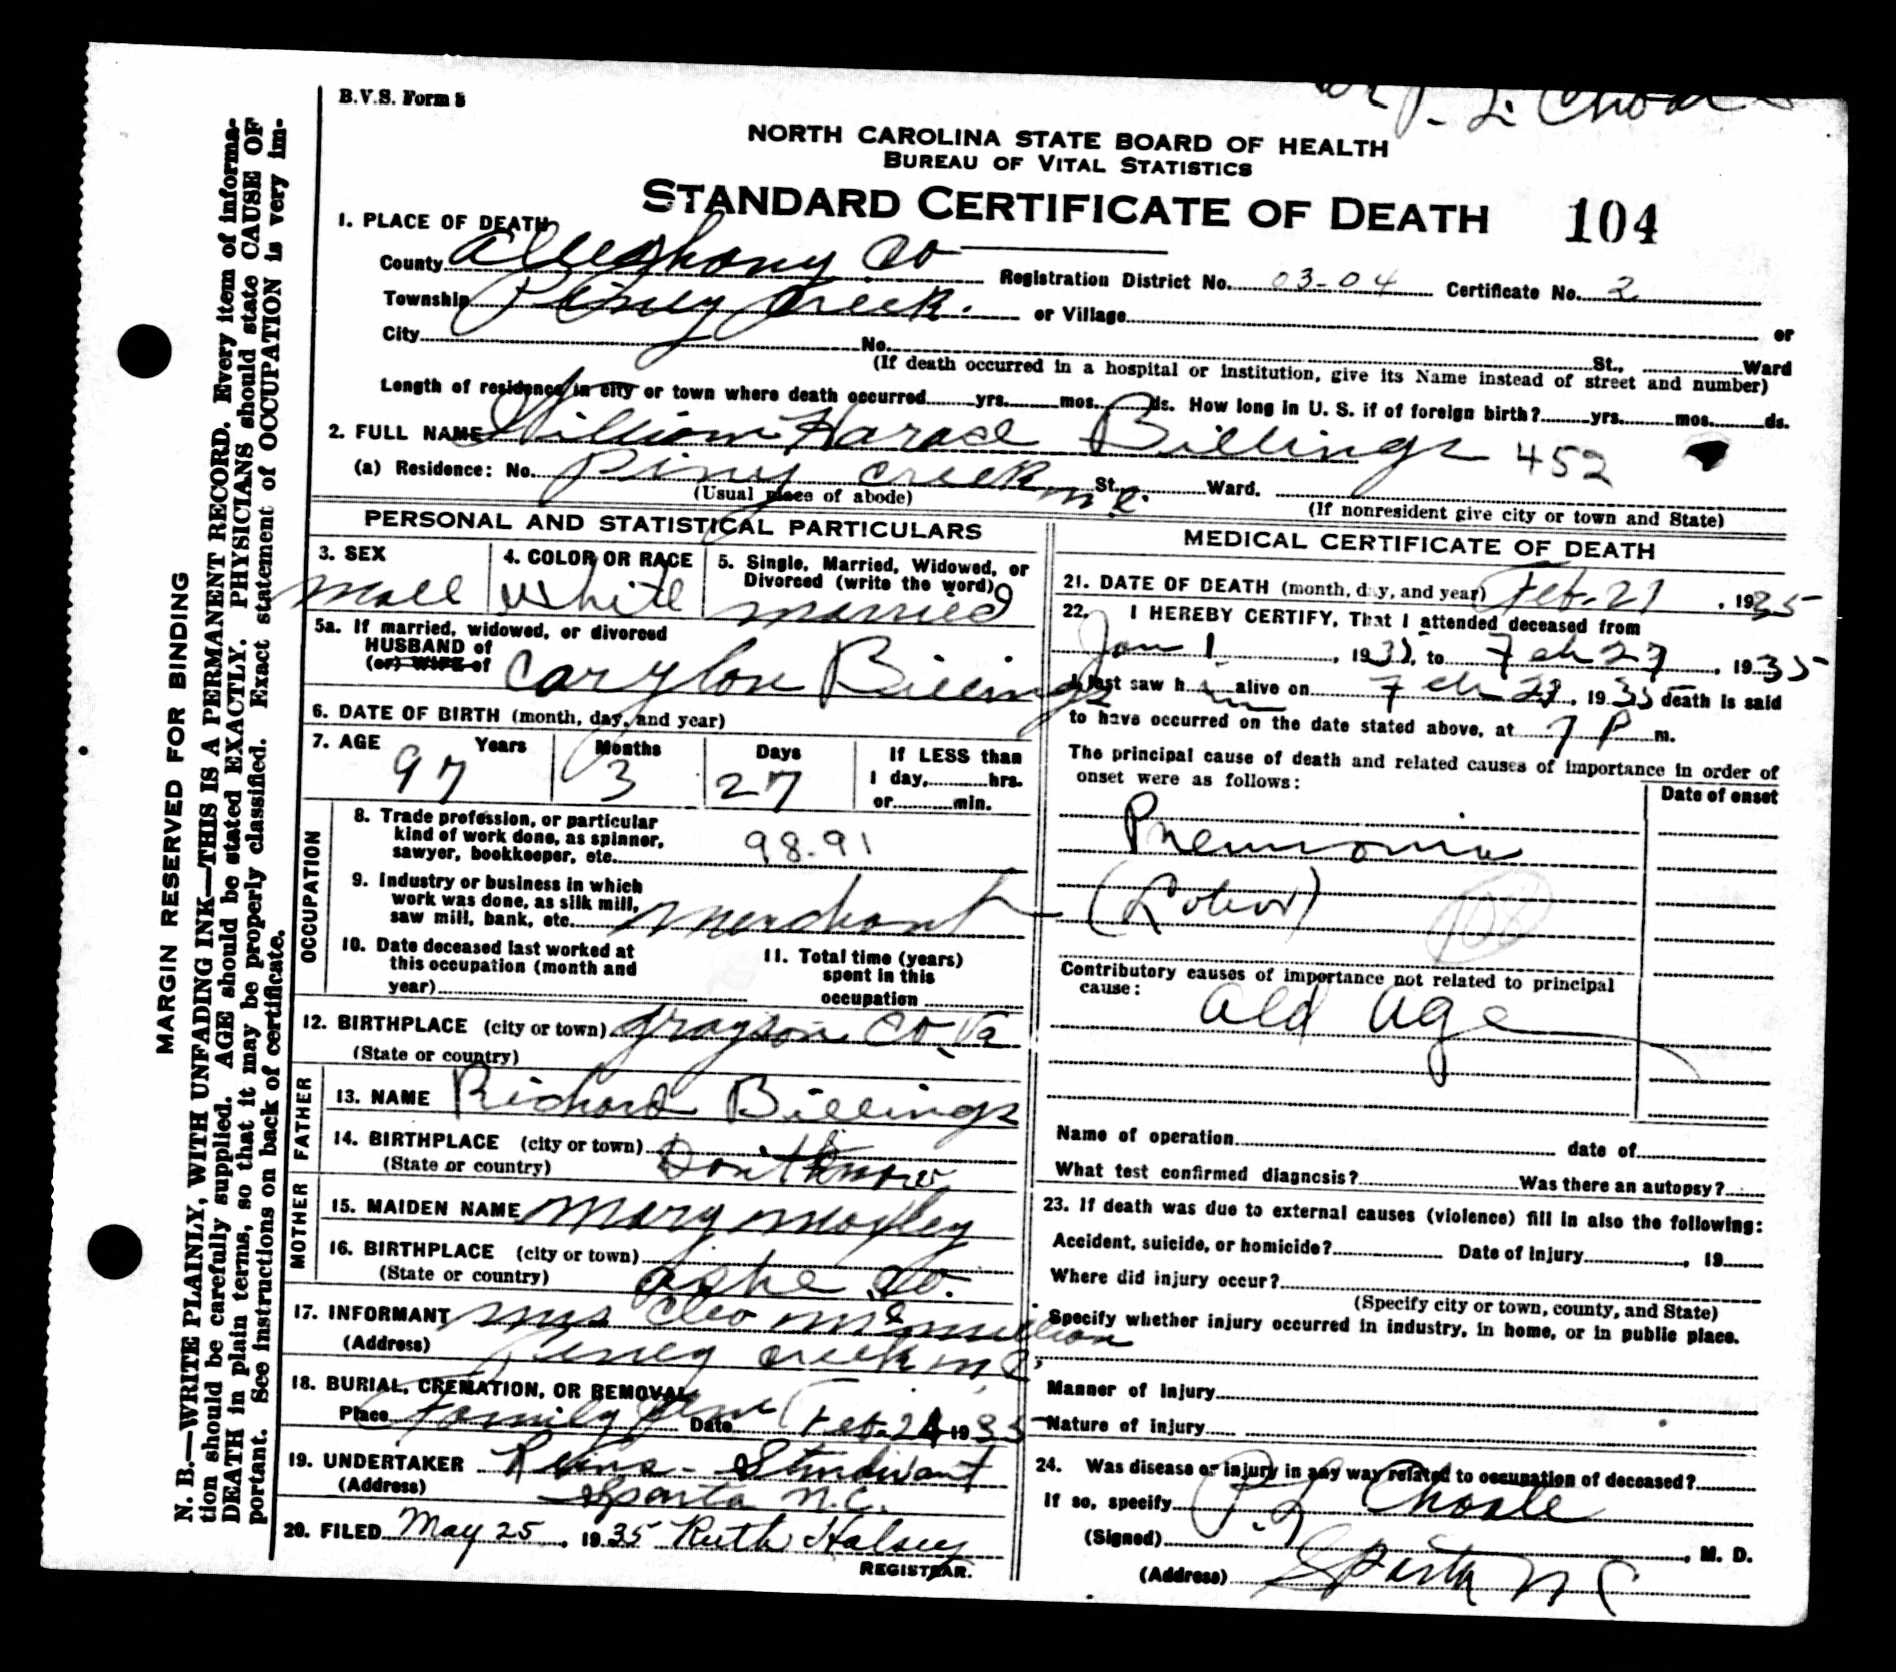 B.V.S. Form 5
NORTH CAROLINA STATE BOARD OF HEALTH
BUREAU OF VITAL STATISTICS
STANDARD CERTIFICATE OF DEATH 104
1. PLACE OF DEATH
County Alleghany Co Registration District No. 03-04 Certificate No. 2
Township Piney Creek. or Village or
City No. St., Ward
(If death occurred in a hospital or institution, give its Name instead of street and number)
Length of residence in city or town where death occurred yrs. mos. ds. How long in U. S. if of foreign birth? yrs. mos. ds.
2. FULL NAME William Harace Billings 452
(a) Residence: No. Piney Creek N.C. St. Ward.
(Usual place of abode) (If nonresident give city or town and State)
PERSONAL AND STATISTICAL PARTICULARS
3. SEX 4. COLOR OR RACE 5. Single, Married, Widowed, or
Divorced (write the word)
Male White married
5a. If married, widowed, or divorced
HUSBAND of
(or) WIFE of Billings
6. DATE OF BIRTH (month, day, and year)
7. AGE Years Months Days If LESS than
97 3 27 1 day, hrs.
or min.
OCCUPATION
8. Trade profession, or particular
kind of work done, as spinner,
sawyer, bookkeeper, etc. 98-91
9. Industry or business in which
work was done, as silk mill,
saw mill, bank, etc. Merchant
10. Date deceased last worked at
this occupation (month and
year)
11. Total time (years)
spent in this
occupation
12. BIRTHPLACE (city or town) Grayson Co. Va
(State or country)
FATHER
13. NAME Richard Billings
14. BIRTHPLACE (city or town) Don't Know
(State or country)
MOTHER
15. MAIDEN NAME Mary Moxley
16. BIRTHPLACE (city or town)
(State or country) Ashe Co.
17. INFORMANT Mrs Cleo McMillion
(Address) Piney Creek N.C.
18. BURIAL, CREMATION, OR REMOVAL
Place Family Date Feb. 1935
19. UNDERTAKER Sturdivant
(Address) Sparta N.C.
20. FILED May 25, 1935 Ruth Halsey
REGISTRAR.
MEDICAL CERTIFICATE OF DEATH
21. DATE OF DEATH (month, day, and year) Feb. 27, 1935
22. I HEREBY CERTIFY, That I attended deceased from
Jan 1, 1935, to Feb 27, 1935
I last saw him alive on Feb 27, 1935 death is said
to have occurred on the date stated above, at 7 P m.
The principal cause of death and related causes of importance in order of
onset were as follows: Date of onset
Pneumonia
(Lobar)
Contributory causes of importance not related to principal
cause: Old Age
Name of operation date of
What test confirmed diagnosis? Was there an autopsy?
23. If death was due to external causes (violence) fill in also the following:
Accident, suicide, or homicide? Date of injury , 19
Where did injury occur?
(Specify city or town, county, and State)
Specify whether injury occurred in industry, in home, or in public place.
Manner of injury
Nature of injury
24. Was disease or injury in any way related to occupation of deceased?
If so, specify
(Signed) P. L. Choate, M. D.
(Address) Sparta N C
MARGIN RESERVED FOR BINDING
N. B.—WRITE PLAINLY, WITH UNFADING INK—THIS IS A PERMANENT RECORD. Every item of informa-
tion should be carefully supplied. AGE should be stated EXACTLY. PHYSICIANS should state CAUSE OF
DEATH in plain terms, so that it may be properly classified. Exact statement of OCCUPATION is very im-
portant. See instructions on back of certificate.